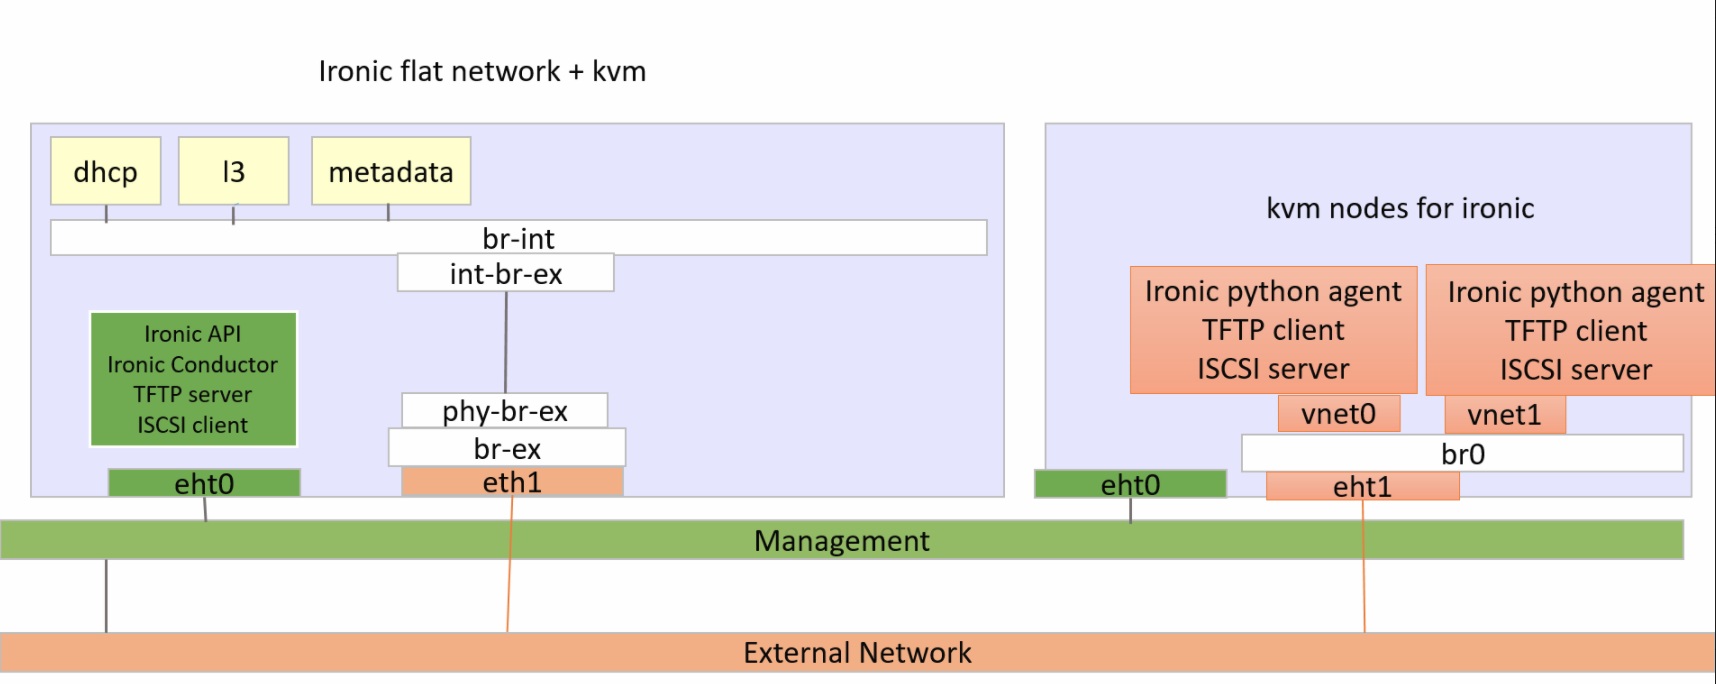 Ironic flat network + kvm
dhcp
l3
metadata
br-int
int-br-ex
Ironic API
Ironic Conductor
TFTP server
ISCSI client
phy-br-ex
br-ex
eth1
eht0
kvm nodes for ironic
Ironic python agent
TFTP client
ISCSI server
Ironic python agent
TFTP client
ISCSI server
vnet0
vnet1
br0
eht0
eht1
Management
External Network